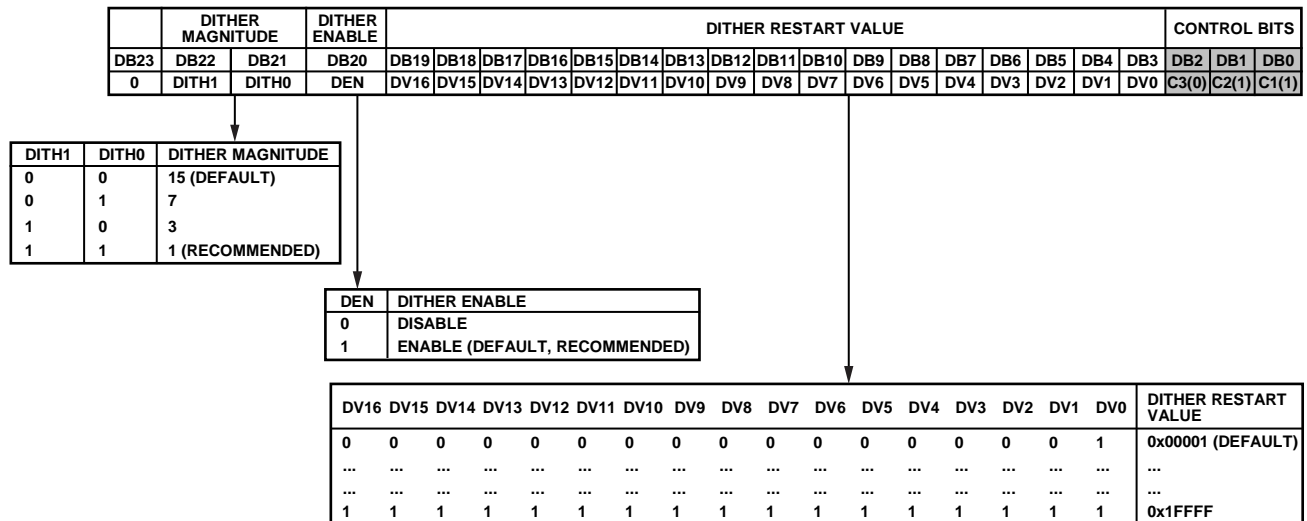 DITHER MAGNITUDE DITHER ENABLE DITHER RESTART VALUE CONTROL BITS
DB23 DB22 DB21 DB20 DB19 DB18 DB17 DB16 DB15 DB14 DB13 DB12 DB11 DB10 DB9 DB8 DB7 DB6 DB5 DB4 DB3 DB2 DB1 DB0
0 DITH1 DITH0 DEN DV16 DV15 DV14 DV13 DV12 DV11 DV10 DV9 DV8 DV7 DV6 DV5 DV4 DV3 DV2 DV1 DV0 C3(0) C2(1) C1(1)
DITH1 DITH0 DITHER MAGNITUDE
0 0 15 (DEFAULT)
0 1 7
1 0 3
1 1 1 (RECOMMENDED)
DEN DITHER ENABLE
0 DISABLE
1 ENABLE (DEFAULT, RECOMMENDED)
DV16 DV15 DV14 DV13 DV12 DV11 DV10 DV9 DV8 DV7 DV6 DV5 DV4 DV3 DV2 DV1 DV0 DITHER RESTART VALUE
0 0 0 0 0 0 0 0 0 0 0 0 0 0 0 0 1 0x00001 (DEFAULT)
... ... ... ... ... ... ... ... ... ... ... ... ... ... ... ... ... ...
... ... ... ... ... ... ... ... ... ... ... ... ... ... ... ... ... ...
1 1 1 1 1 1 1 1 1 1 1 1 1 1 1 1 1 0x1FFFF